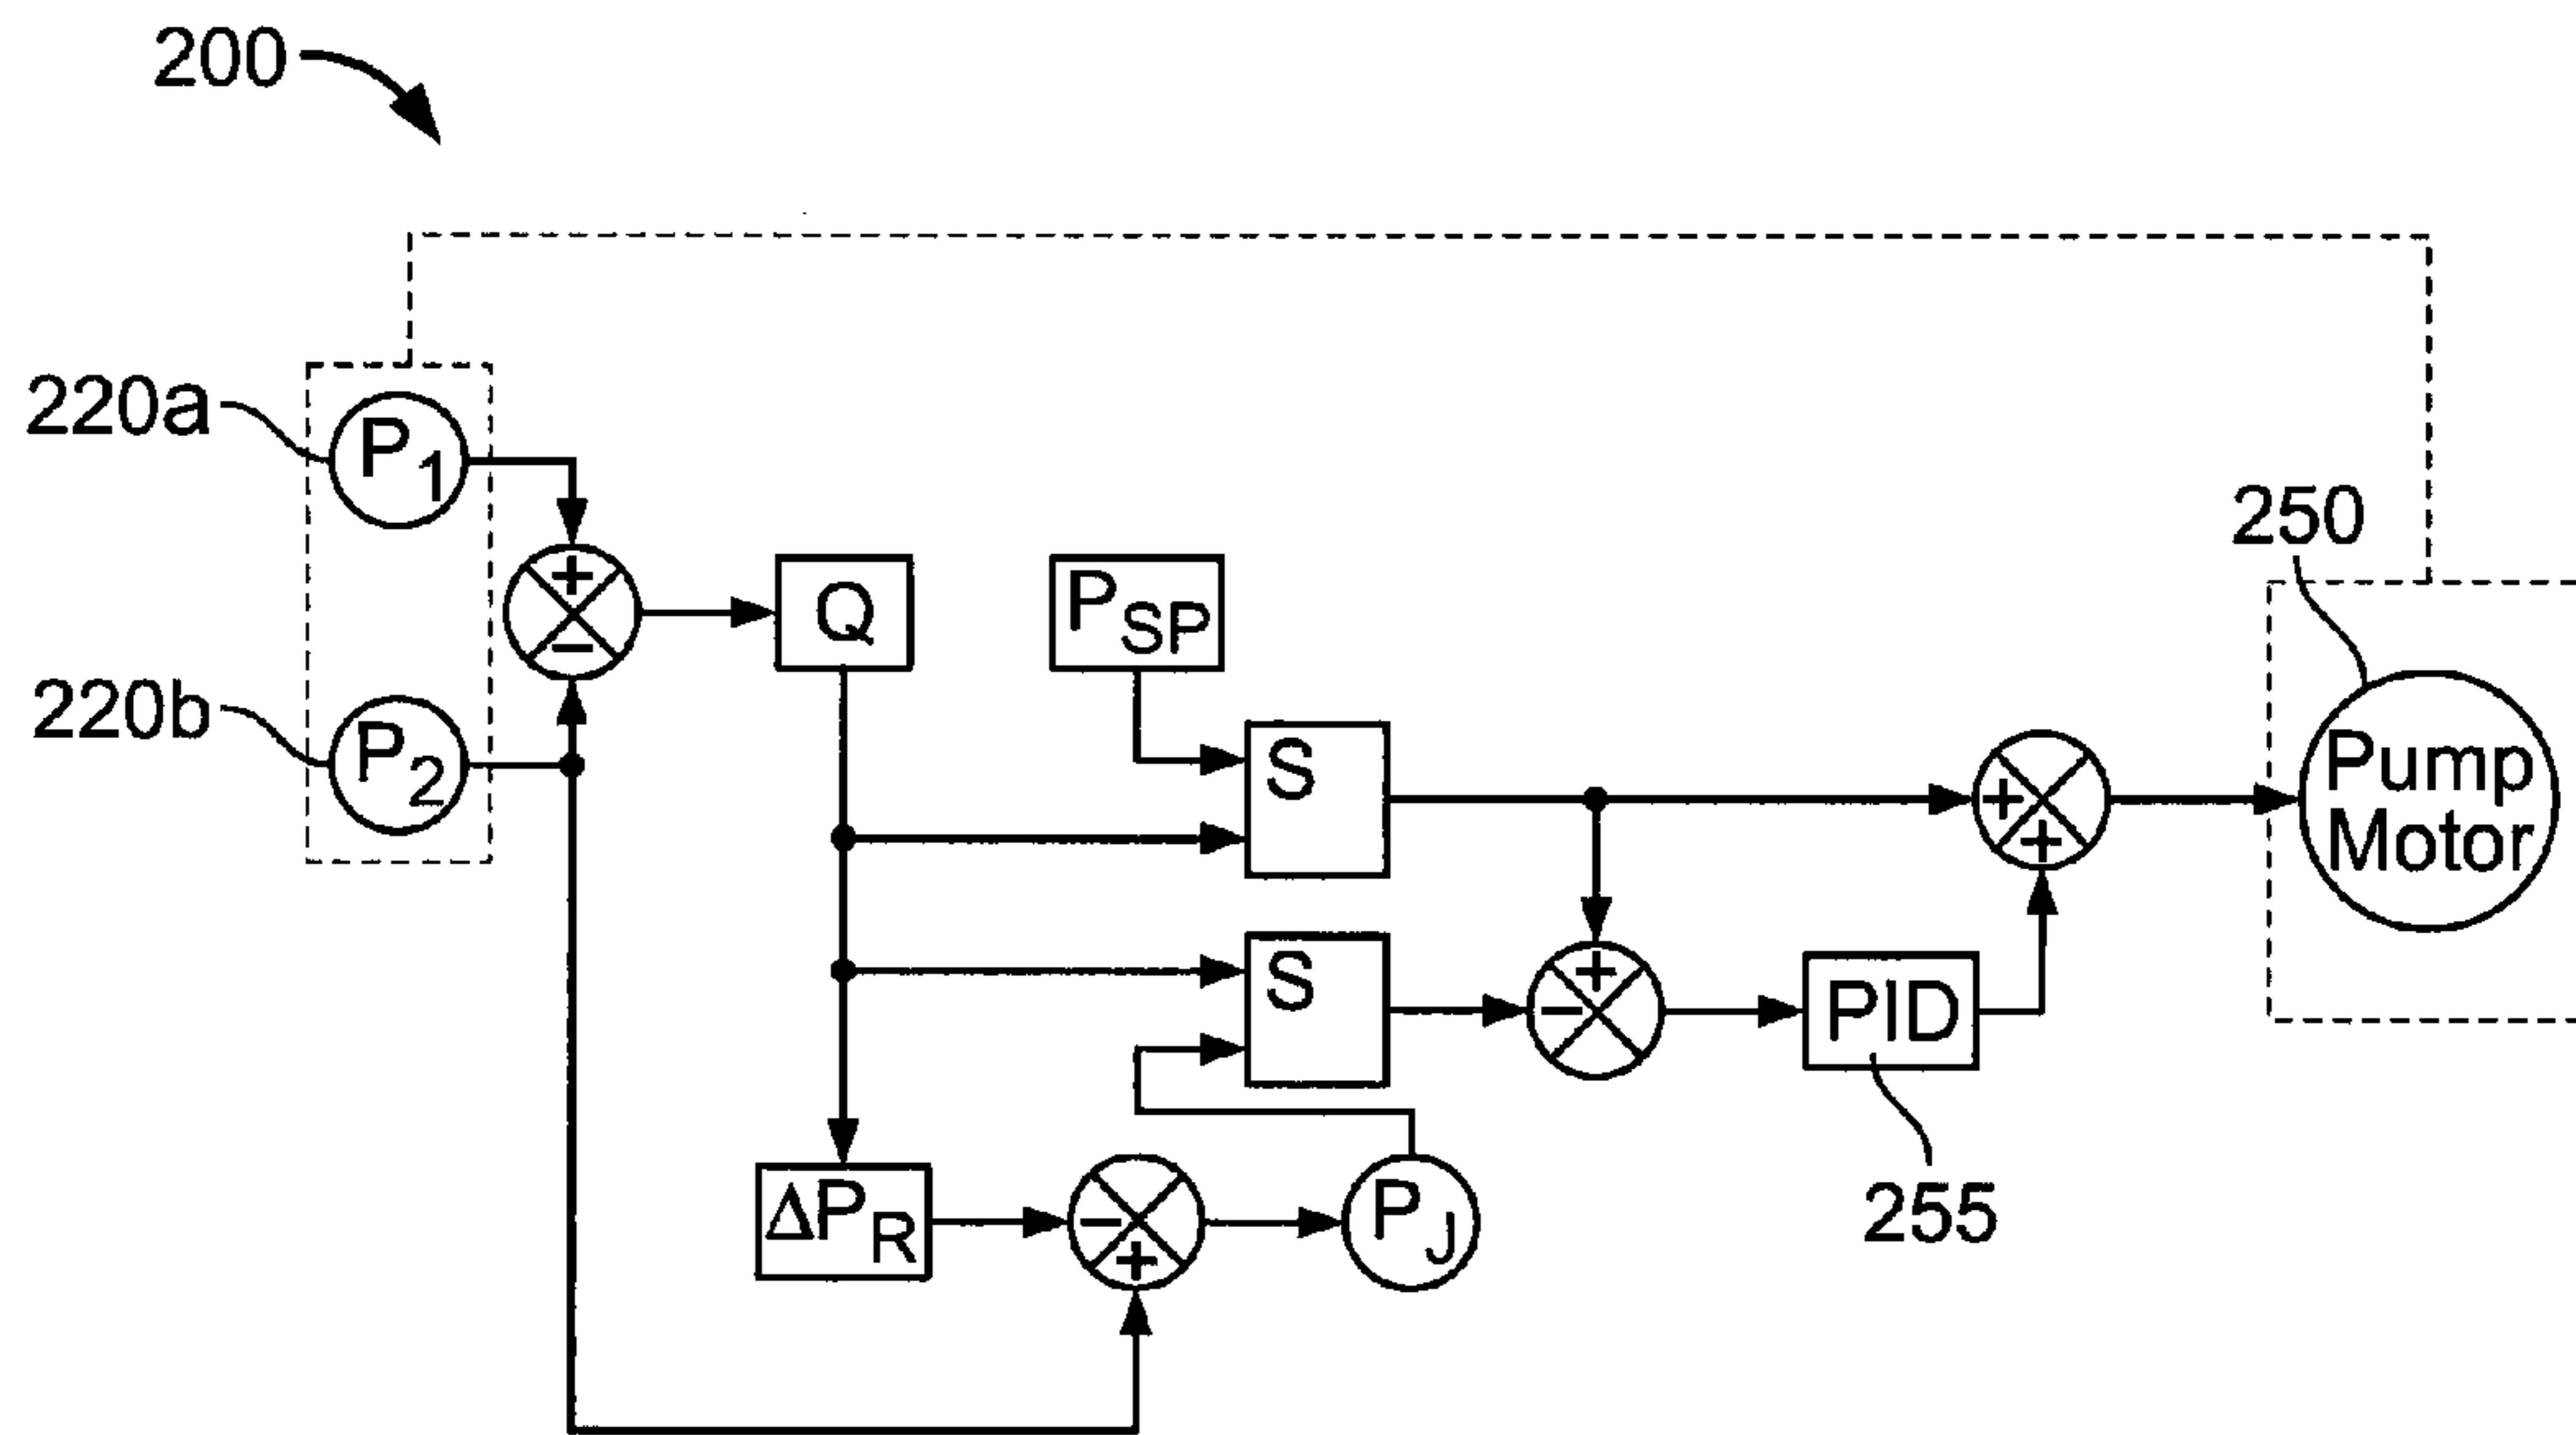 200
220a
P1
+
−
220b
P2
Q
PSP
250
S
+
+
Pump
Motor
S
+
−
PID
255
ΔPR
−
+
PJ